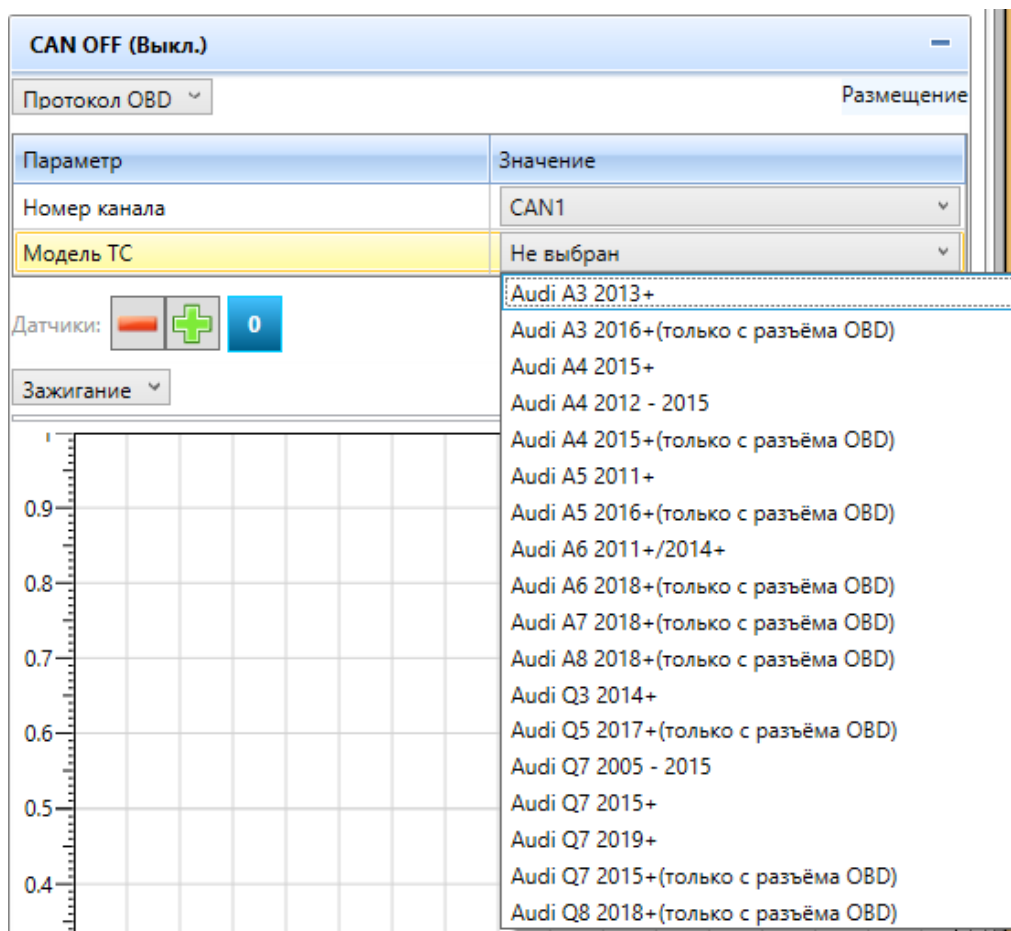 CAN OFF (Выкл.)
Протокол OBD
Размещение
Параметр
Значение
Номер канала
CAN1
Модель ТС
Не выбран
Датчики:
0
Зажигание
Audi A3 2013+
Audi A3 2016+(только с разъёма OBD)
Audi A4 2015+
Audi A4 2012 - 2015
Audi A4 2015+(только с разъёма OBD)
Audi A5 2011+
Audi A5 2016+(только с разъёма OBD)
Audi A6 2011+/2014+
Audi A6 2018+(только с разъёма OBD)
Audi A7 2018+(только с разъёма OBD)
Audi A8 2018+(только с разъёма OBD)
Audi Q3 2014+
Audi Q5 2017+(только с разъёма OBD)
Audi Q7 2005 - 2015
Audi Q7 2015+
Audi Q7 2019+
Audi Q7 2015+(только с разъёма OBD)
Audi Q8 2018+(только с разъёма OBD)
1
0.9
0.8
0.7
0.6
0.5
0.4